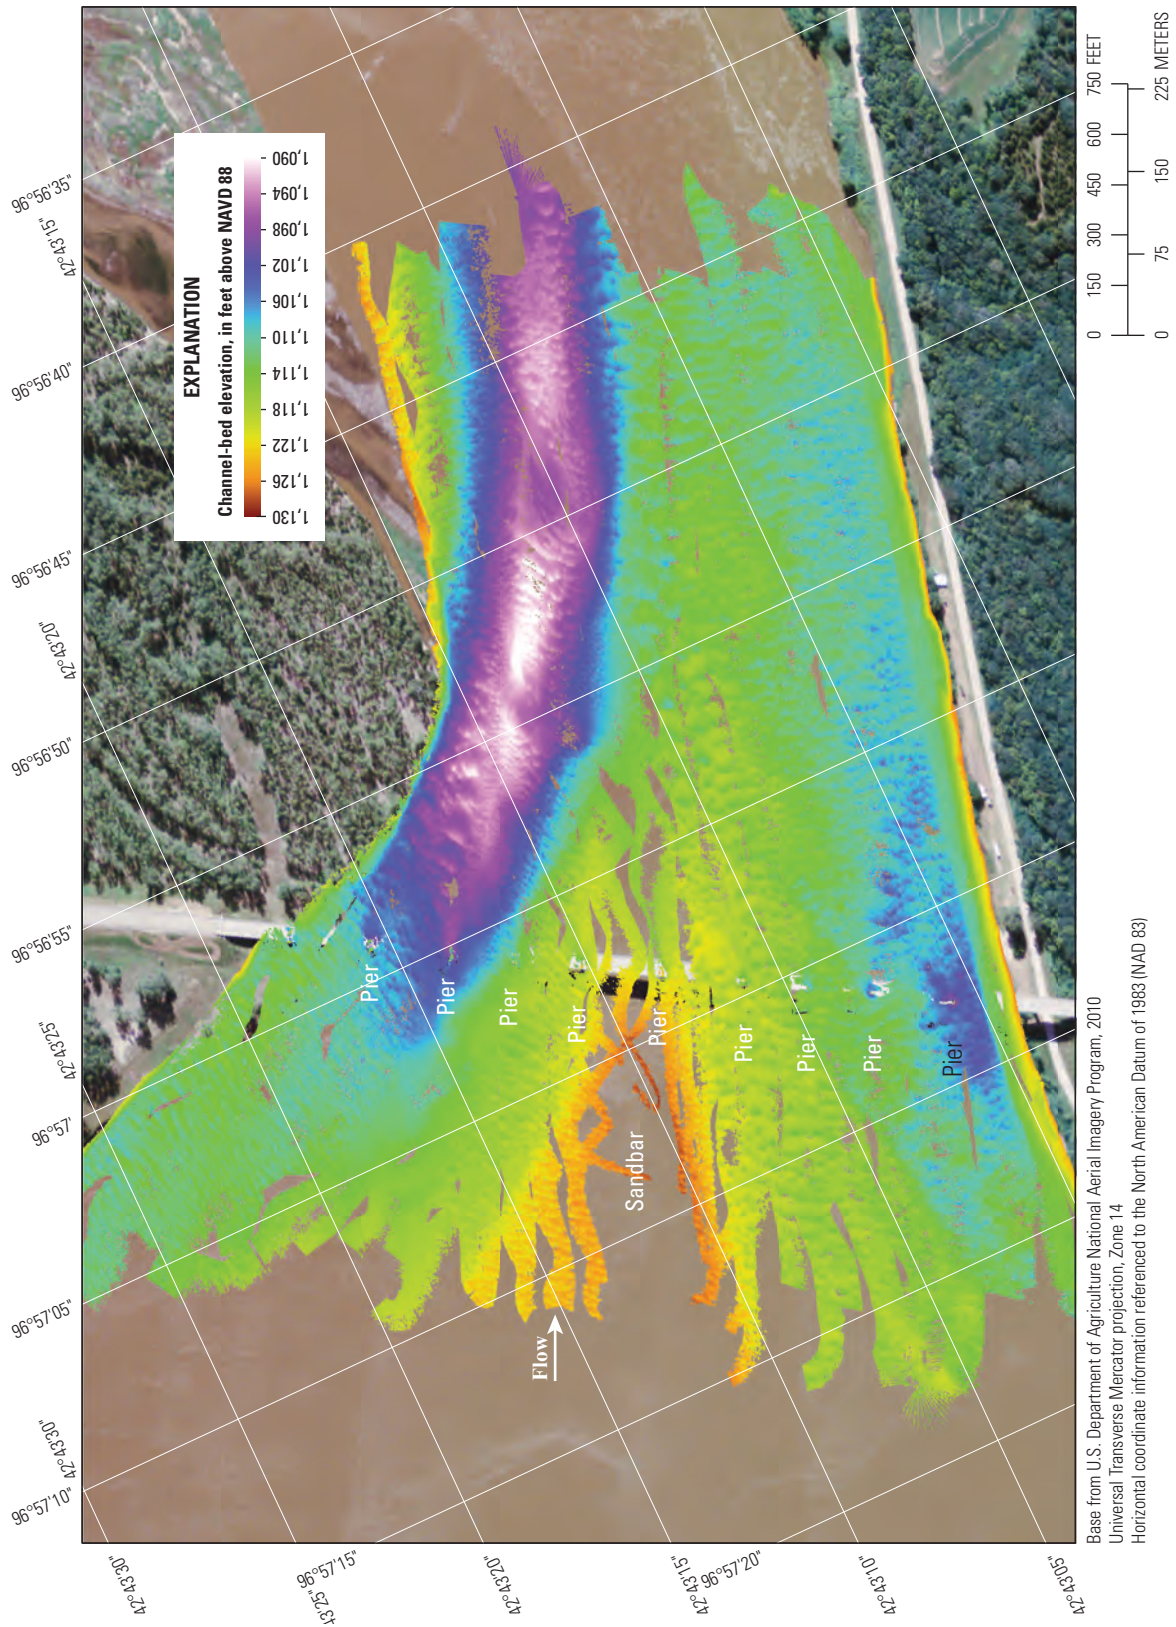 96°56'35"
42°43'15"
96°56'40"
96°56'45"
42°43'20"
96°56'50"
96°56'55"
42°43'25"
96°57'
96°57'05"
42°43'30"
96°57'10"
EXPLANATION
Channel-bed elevation, in feet above NAVD 88
1,130
1,126
1,122
1,118
1,114
1,110
1,106
1,102
1,098
1,094
1,090
Pier
Pier
Pier
Pier
Pier
Pier
Pier
Pier
Pier
Sandbar
Flow
42°43'30"
43'25"
96°57'15"
42°43'20"
42°43'15"
96°57'20"
42°43'10"
42°43'05"
0 150 300 450 600 750 FEET
0 75 150 225 METERS
Base from U.S. Department of Agriculture National Aerial Imagery Program, 2010
Universal Transverse Mercator projection, Zone 14
Horizontal coordinate information referenced to the North American Datum of 1983 (NAD 83)